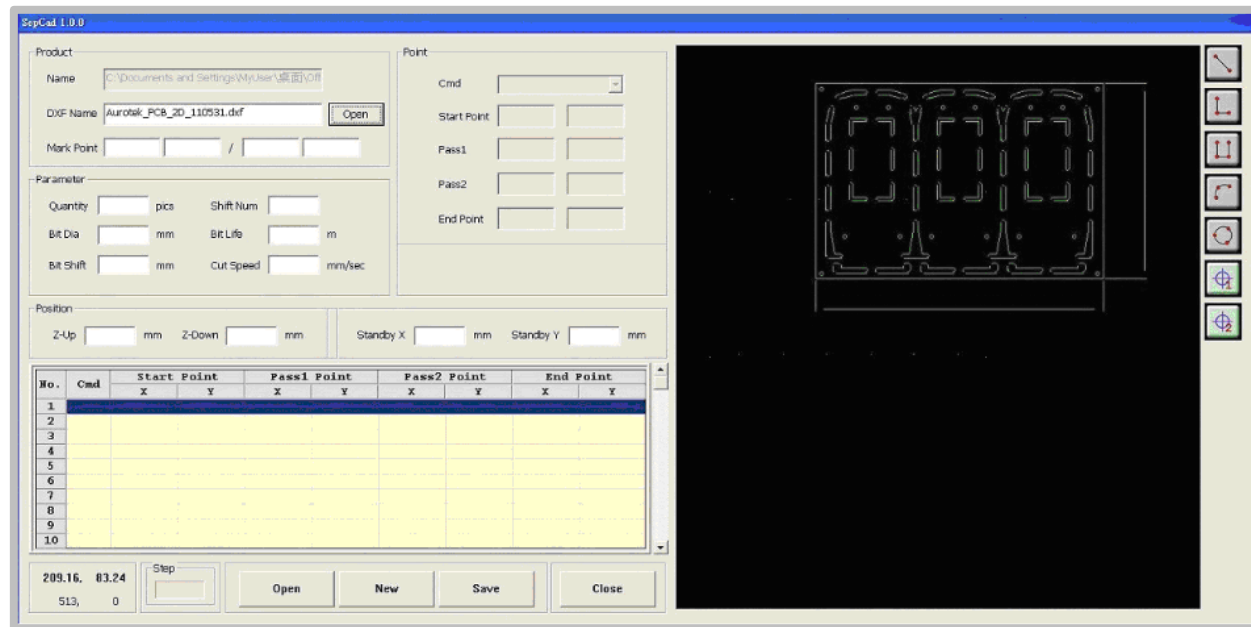 SepCad 1.0.0
Product
Name C:\Documents and Settings\MyUser\桌面\Off
DXF Name Aurotek_PCB_2D_110531.dxf Open
Mark Point /
Parameter
Quantity pics Shift Num
Bit Dia mm Bit Life m
Bit Shift mm Cut Speed mm/sec
Point
Cmd
Start Point
Pass1
Pass2
End Point
Position
Z-Up mm Z-Down mm Standby X mm Standby Y mm
No. Cmd Start Point Pass1 Point Pass2 Point End Point
X Y X Y X Y X Y
1
2
3
4
5
6
7
8
9
10
209.16, 83.24
513, 0
Step
Open New Save Close
1
2